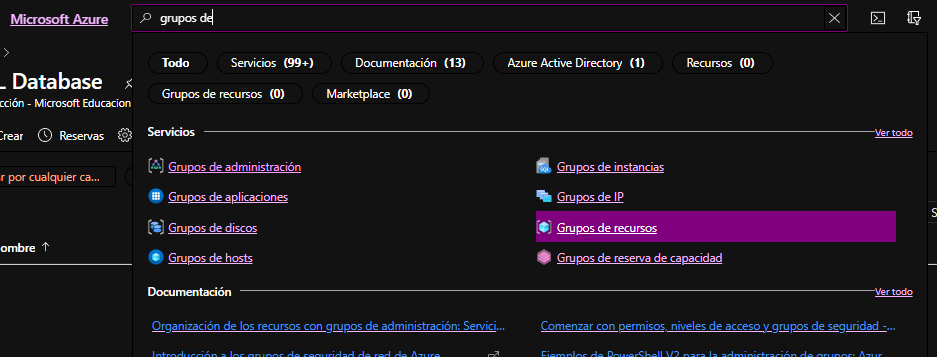 Microsoft Azure
grupos de
L Database
cción - Microsoft Educacion
Crear
Reservas
ar por cualquier ca...
ombre ↑
S
Todo
Servicios (99+)
Documentación (13)
Azure Active Directory (1)
Recursos (0)
Grupos de recursos (0)
Marketplace (0)
Servicios
Ver todo
Grupos de administración
Grupos de instancias
Grupos de aplicaciones
Grupos de IP
Grupos de discos
Grupos de recursos
Grupos de hosts
Grupos de reserva de capacidad
Documentación
Ver todo
Organización de los recursos con grupos de administración: Servici...
Comenzar con permisos, niveles de acceso y grupos de seguridad -...
Introducción a los grupos de seguridad de red de Azure
Ejemplos de PowerShell V2 para la administración de grupos: Azur...